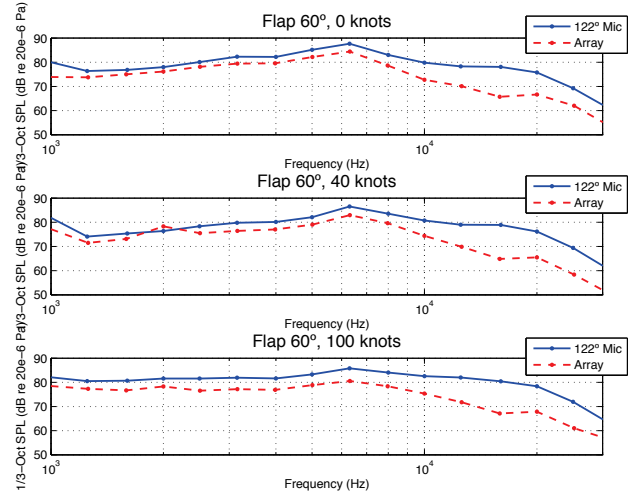 Flap 60º, 0 knots
122º Mic
Array
90
80
70
60
50
10³
10⁴
Frequency (Hz)
1/3−Oct SPL (dB re 20e−6 Pa)
Flap 60º, 40 knots
122º Mic
Array
90
80
70
60
50
10³
10⁴
Frequency (Hz)
1/3−Oct SPL (dB re 20e−6 Pa)
Flap 60º, 100 knots
122º Mic
Array
90
80
70
60
50
10³
10⁴
Frequency (Hz)
1/3−Oct SPL (dB re 20e−6 Pa)